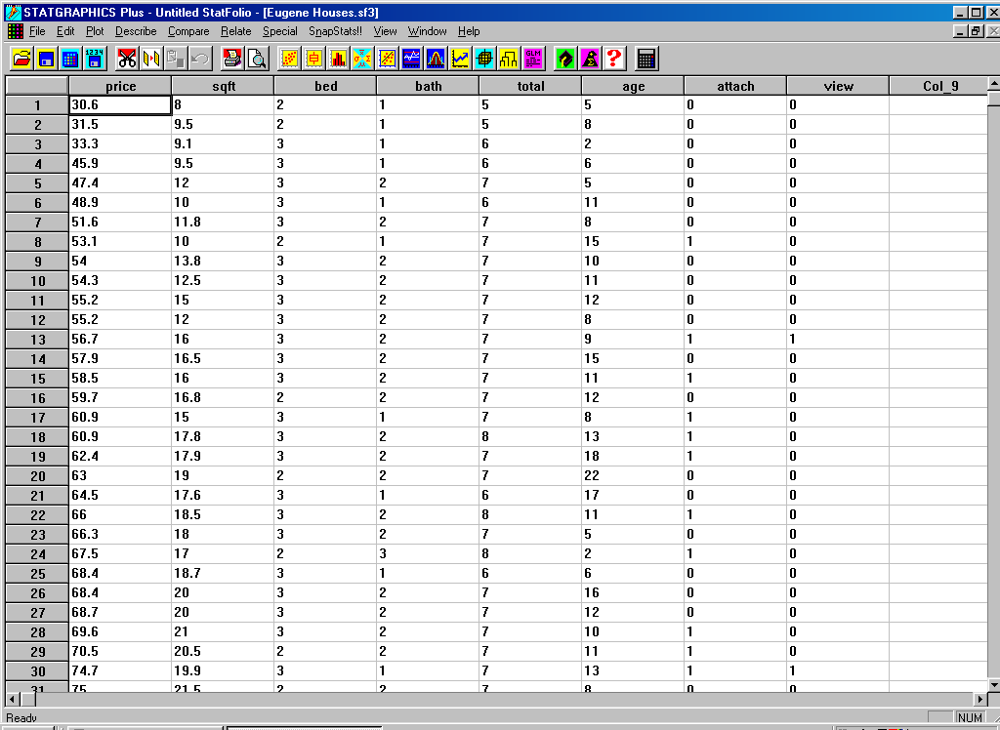 STATGRAPHICS Plus - Untitled StatFolio - [Eugene Houses.sf3]
File Edit Plot Describe Compare Relate Special SnapStats!! View Window Help
1234 GLM ?
price sqft bed bath total age attach view Col_9
1 30.6 8 2 1 5 5 0 0
2 31.5 9.5 2 1 5 8 0 0
3 33.3 9.1 3 1 6 2 0 0
4 45.9 9.5 3 1 6 6 0 0
5 47.4 12 3 2 7 5 0 0
6 48.9 10 3 1 6 11 0 0
7 51.6 11.8 3 2 7 8 0 0
8 53.1 10 2 1 7 15 1 0
9 54 13.8 3 2 7 10 0 0
10 54.3 12.5 3 2 7 11 0 0
11 55.2 15 3 2 7 12 0 0
12 55.2 12 3 2 7 8 0 0
13 56.7 16 3 2 7 9 1 1
14 57.9 16.5 3 2 7 15 0 0
15 58.5 16 3 2 7 11 1 0
16 59.7 16.8 2 2 7 12 0 0
17 60.9 15 3 1 7 8 1 0
18 60.9 17.8 3 2 8 13 1 0
19 62.4 17.9 3 2 7 18 1 0
20 63 19 2 2 7 22 0 0
21 64.5 17.6 3 1 6 17 0 0
22 66 18.5 3 2 8 11 1 0
23 66.3 18 3 2 7 5 0 0
24 67.5 17 2 3 8 2 1 0
25 68.4 18.7 3 1 6 6 0 0
26 68.4 20 3 2 7 16 0 0
27 68.7 20 3 2 7 12 0 0
28 69.6 21 3 2 7 10 1 0
29 70.5 20.5 2 2 7 11 1 0
30 74.7 19.9 3 1 7 13 1 1
31 75 21.5 2 2 7 8 0 0
Ready NUM